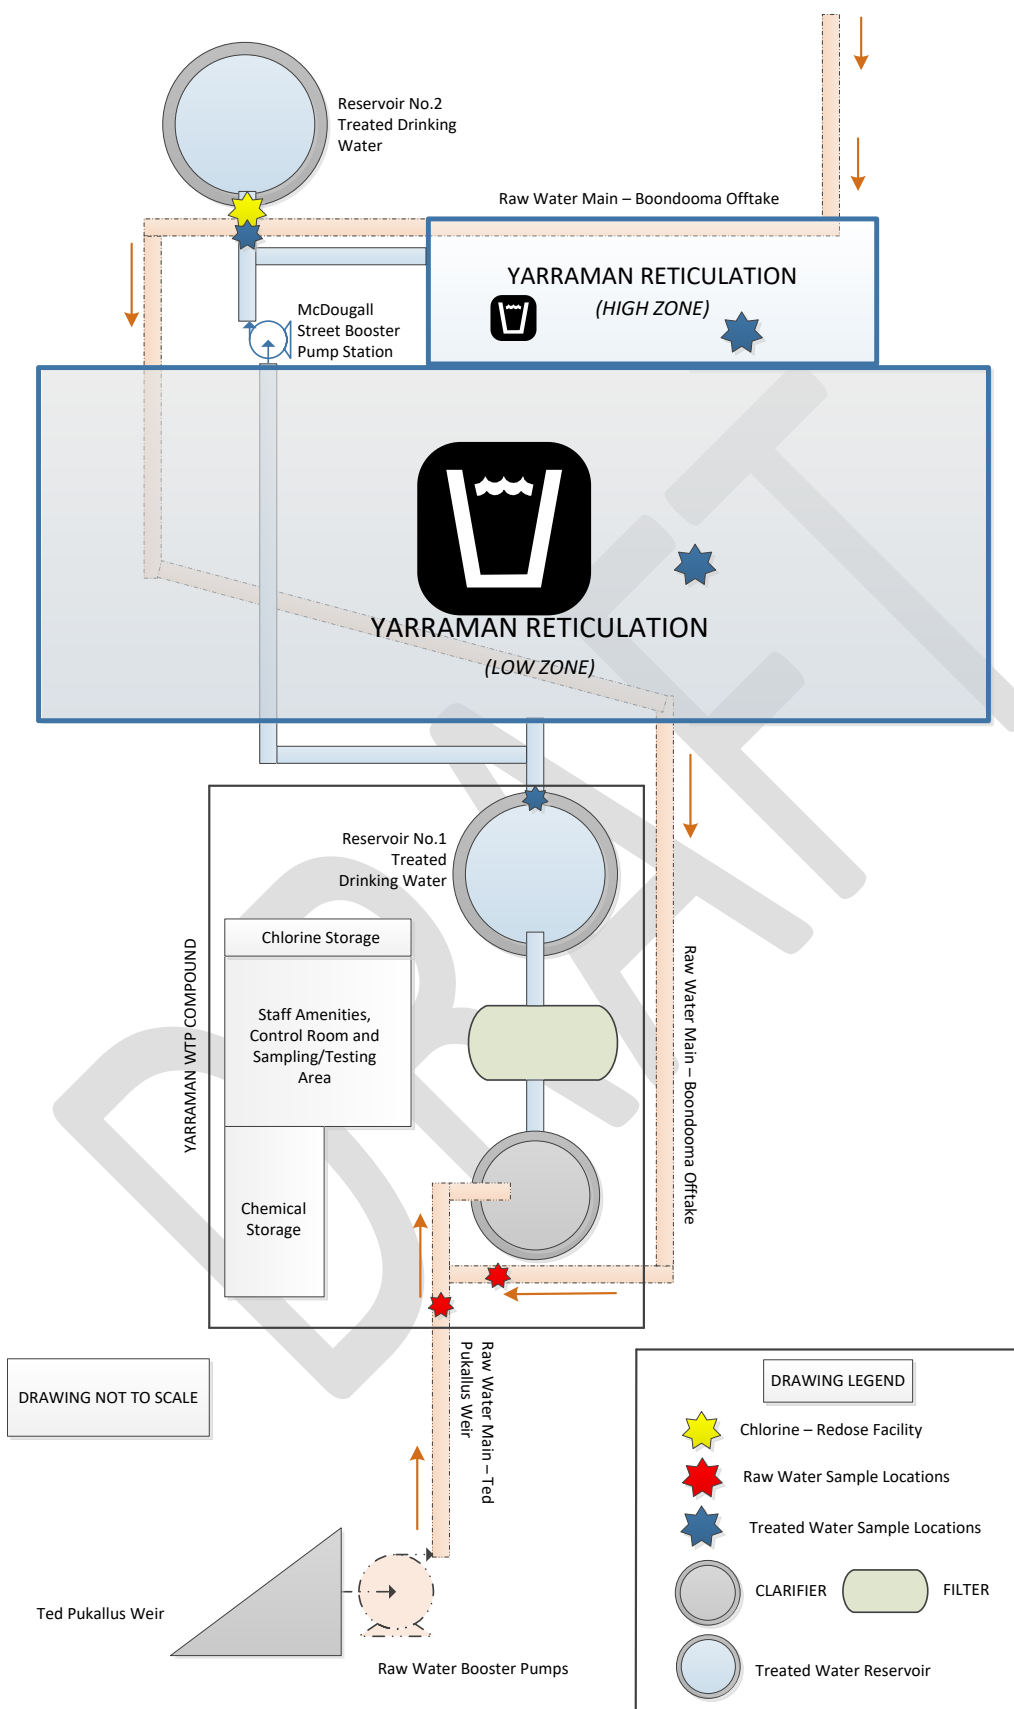 Reservoir No.2
Treated Drinking
Water
Raw Water Main – Boondooma Offtake
YARRAMAN RETICULATION
(HIGH ZONE)
McDougall
Street Booster
Pump Station
YARRAMAN RETICULATION
(LOW ZONE)
Reservoir No.1
Treated
Drinking Water
Chlorine Storage
Staff Amenities,
Control Room and
Sampling/Testing
Area
Chemical
Storage
YARRAMAN WTP COMPOUND
Raw Water Main – Boondooma Offtake
Raw Water Main – Ted
Pukallus Weir
DRAWING NOT TO SCALE
Ted Pukallus Weir
Raw Water Booster Pumps
DRAWING LEGEND
Chlorine – Redose Facility
Raw Water Sample Locations
Treated Water Sample Locations
CLARIFIER
FILTER
Treated Water Reservoir
DRAFT